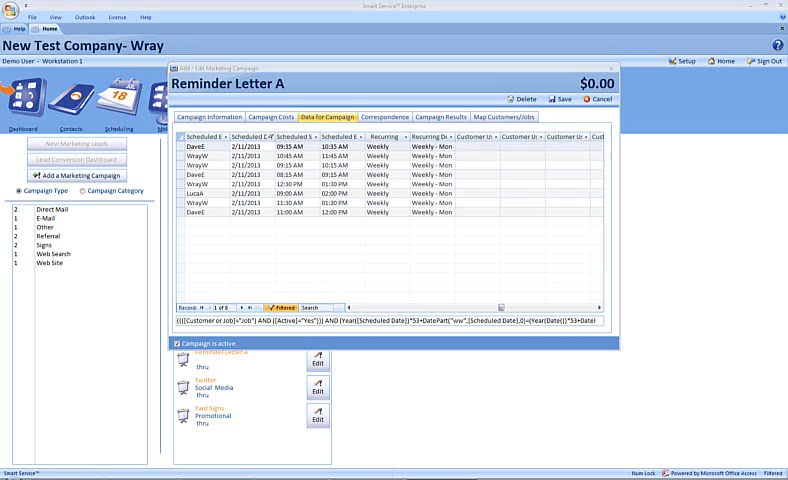 Smart Service™ Enterprise
File View Outlook License Help
Help Home
New Test Company- Wray
Demo User - Workstation 1
Setup Home Sign Out
Dashboard Contacts Scheduling
New Marketing Leads
Lead Conversion Dashboard
Add a Marketing Campaign
Campaign Type Campaign Category
2 Direct Mail
1 E-Mail
1 Other
2 Referral
2 Signs
1 Web Search
1 Web Site
Add / Edit Marketing Campaign
Reminder Letter A $0.00
Delete Save Cancel
Campaign Information Campaign Costs Data for Campaign Correspondence Campaign Results Map Customers/Jobs
Scheduled E Scheduled D Scheduled S Scheduled E Recurring Recurring De Customer U Customer U Customer U Cust
DaveE 2/11/2013 09:35 AM 10:35 AM Weekly Weekly - Mon
WrayW 2/11/2013 10:45 AM 11:45 AM Weekly Weekly - Mon
WrayW 2/11/2013 09:15 AM 10:15 AM Weekly Weekly - Mon
DaveE 2/11/2013 08:15 AM 09:15 AM Weekly Weekly - Mon
WrayW 2/11/2013 12:30 PM 01:30 PM Weekly Weekly - Mon
LucaA 2/11/2013 09:00 AM 02:00 PM Weekly Weekly - Mon
WrayW 2/11/2013 11:30 AM 01:30 PM Weekly Weekly - Mon
DaveE 2/11/2013 11:00 AM 12:00 PM Weekly Weekly - Mon
Record: 1 of 8 Filtered Search
(((([Customer or Job]="Job") AND ([Active]="Yes"))) AND (Year([Scheduled Date])*53+DatePart("ww",[Scheduled Date],0)=(Year(Date())*53+Datel
Campaign is active
Reminder Letter A
thru
Edit
Twitter
Social Media
thru
Edit
Yard Signs
Promotional
thru
Edit
Smart Service™
Num Lock Powered by Microsoft Office Access Filtered